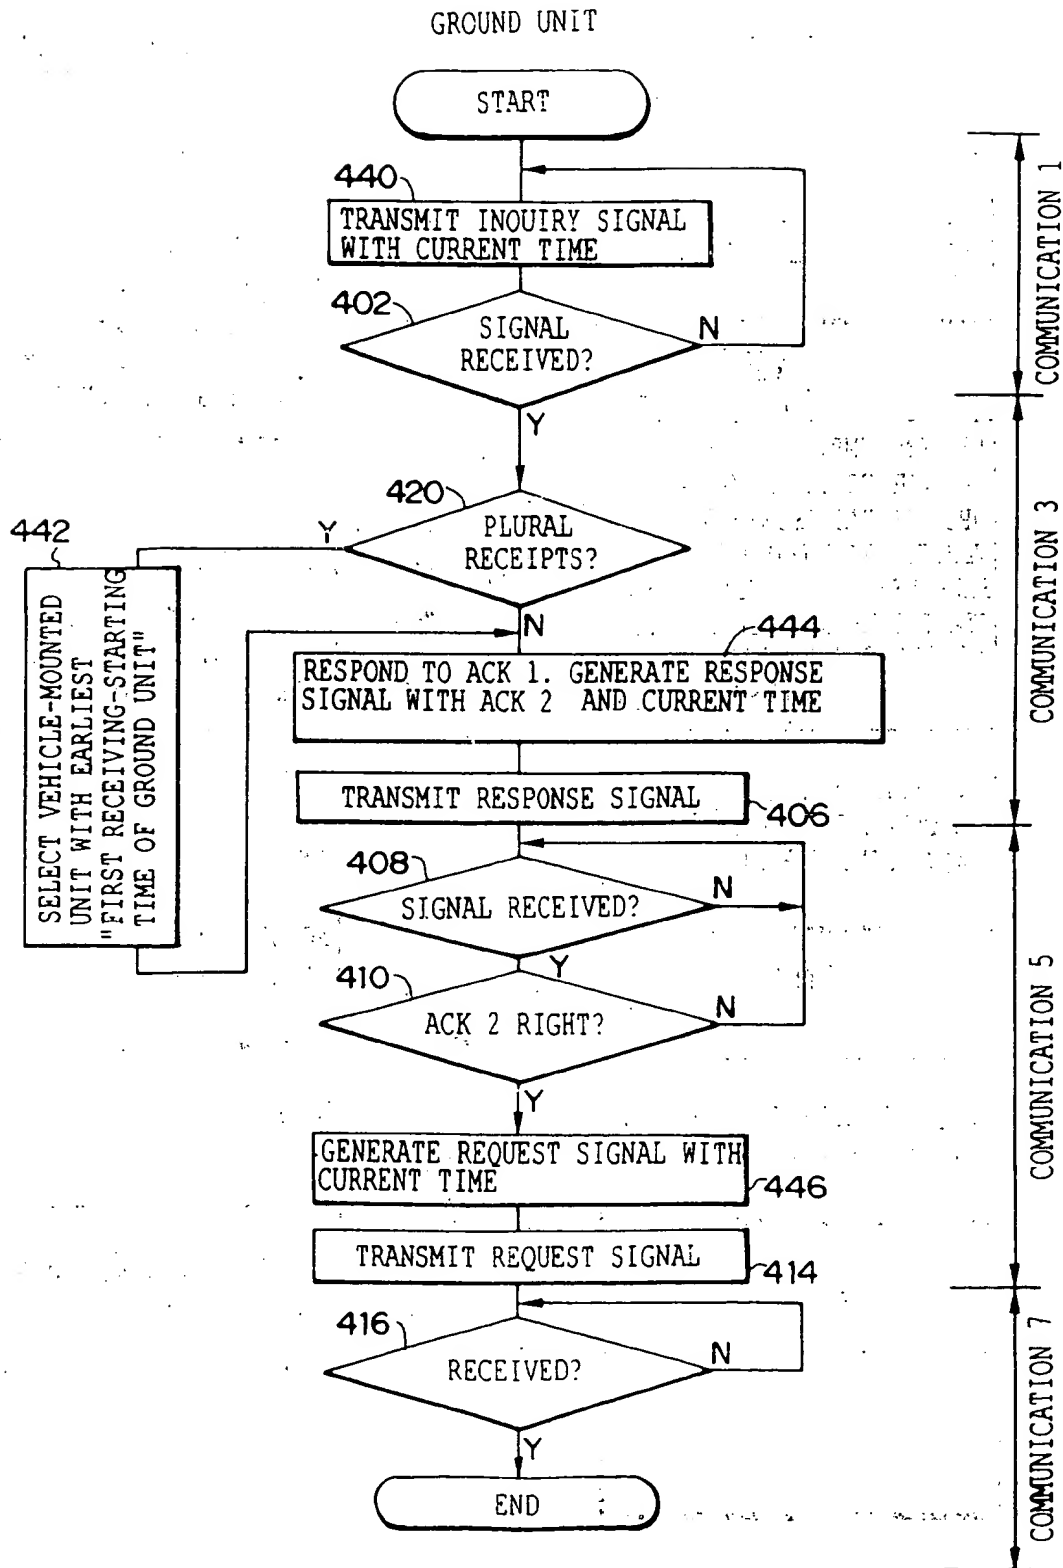 GROUND UNIT
START
440
TRANSMIT INQUIRY SIGNAL
WITH CURRENT TIME
402
SIGNAL
RECEIVED?
N
Y
COMMUNICATION 1
420
PLURAL
RECEIPTS?
Y
N
442
SELECT VEHICLE-MOUNTED
UNIT WITH EARLIEST
"FIRST RECEIVING-STARTING
TIME OF GROUND UNIT"
444
RESPOND TO ACK 1. GENERATE RESPONSE
SIGNAL WITH ACK 2 AND CURRENT TIME
TRANSMIT RESPONSE SIGNAL
406
COMMUNICATION 3
408
SIGNAL RECEIVED?
N
Y
410
ACK 2 RIGHT?
N
Y
GENERATE REQUEST SIGNAL WITH
CURRENT TIME
446
TRANSMIT REQUEST SIGNAL
414
COMMUNICATION 5
416
RECEIVED?
N
Y
END
COMMUNICATION 7